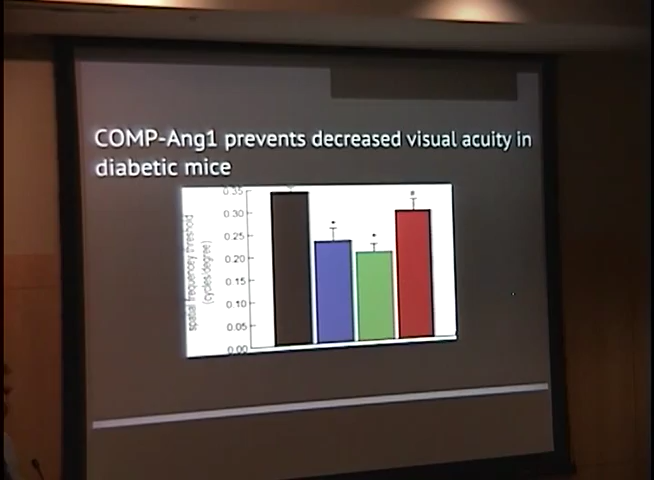 COMP-Ang1 prevents decreased visual acuity in
diabetic mice
0.35
0.30
0.25
0.20
0.15
0.10
0.05
0.00
spatial frequencey threshold
(cycles/degree)
*
*
#